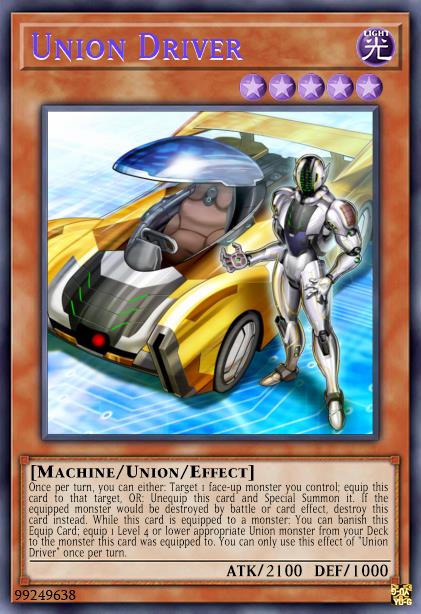 Union Driver
LIGHT
光
[Machine/Union/Effect]
Once per turn, you can either: Target 1 face-up monster you control; equip this
card to that target, OR: Unequip this card and Special Summon it. If the
equipped monster would be destroyed by battle or card effect, destroy this
card instead. While this card is equipped to a monster: You can banish this
Equip Card; equip 1 Level 4 or lower appropriate Union monster from your Deck
to the monster this card was equipped to. You can only use this effect of "Union
Driver" once per turn.
ATK/2100 DEF/1000
99249638